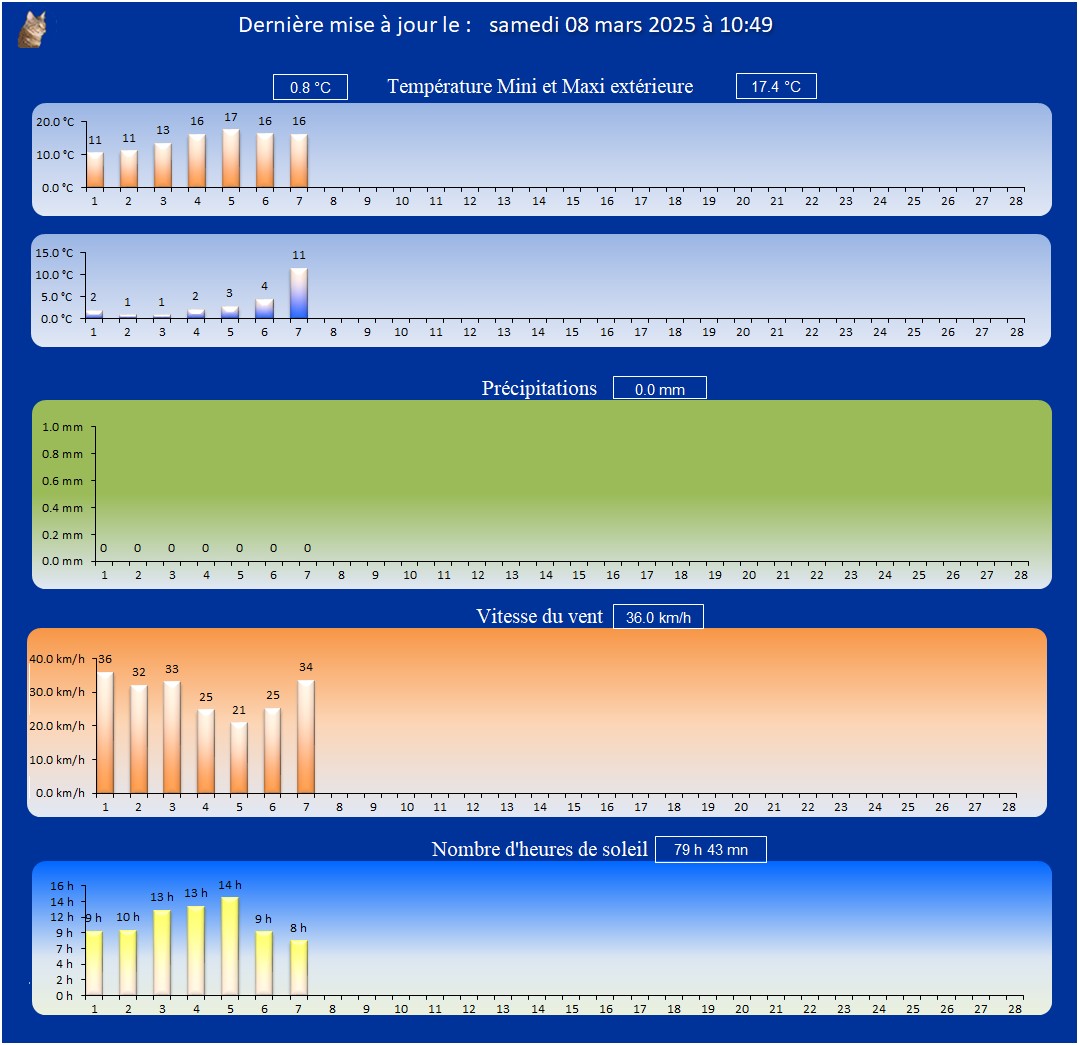 Dernière mise à jour le : samedi 08 mars 2025 à 10:49
0.8 °C Température Mini et Maxi extérieure 17.4 °C
20.0 °C
10.0 °C
0.0 °C
11 11 13 16 17 16 16
1 2 3 4 5 6 7 8 9 10 11 12 13 14 15 16 17 18 19 20 21 22 23 24 25 26 27 28
15.0 °C
10.0 °C
5.0 °C
0.0 °C
2 1 1 2 3 4 11
1 2 3 4 5 6 7 8 9 10 11 12 13 14 15 16 17 18 19 20 21 22 23 24 25 26 27 28
Précipitations 0.0 mm
1.0 mm
0.8 mm
0.6 mm
0.4 mm
0.2 mm
0.0 mm
0 0 0 0 0 0 0
1 2 3 4 5 6 7 8 9 10 11 12 13 14 15 16 17 18 19 20 21 22 23 24 25 26 27 28
Vitesse du vent 36.0 km/h
40.0 km/h
30.0 km/h
20.0 km/h
10.0 km/h
0.0 km/h
36 32 33 25 21 25 34
1 2 3 4 5 6 7 8 9 10 11 12 13 14 15 16 17 18 19 20 21 22 23 24 25 26 27 28
Nombre d'heures de soleil 79 h 43 mn
16 h
14 h
12 h
9 h
7 h
4 h
2 h
0 h
9 h 10 h 13 h 13 h 14 h 9 h 8 h
1 2 3 4 5 6 7 8 9 10 11 12 13 14 15 16 17 18 19 20 21 22 23 24 25 26 27 28